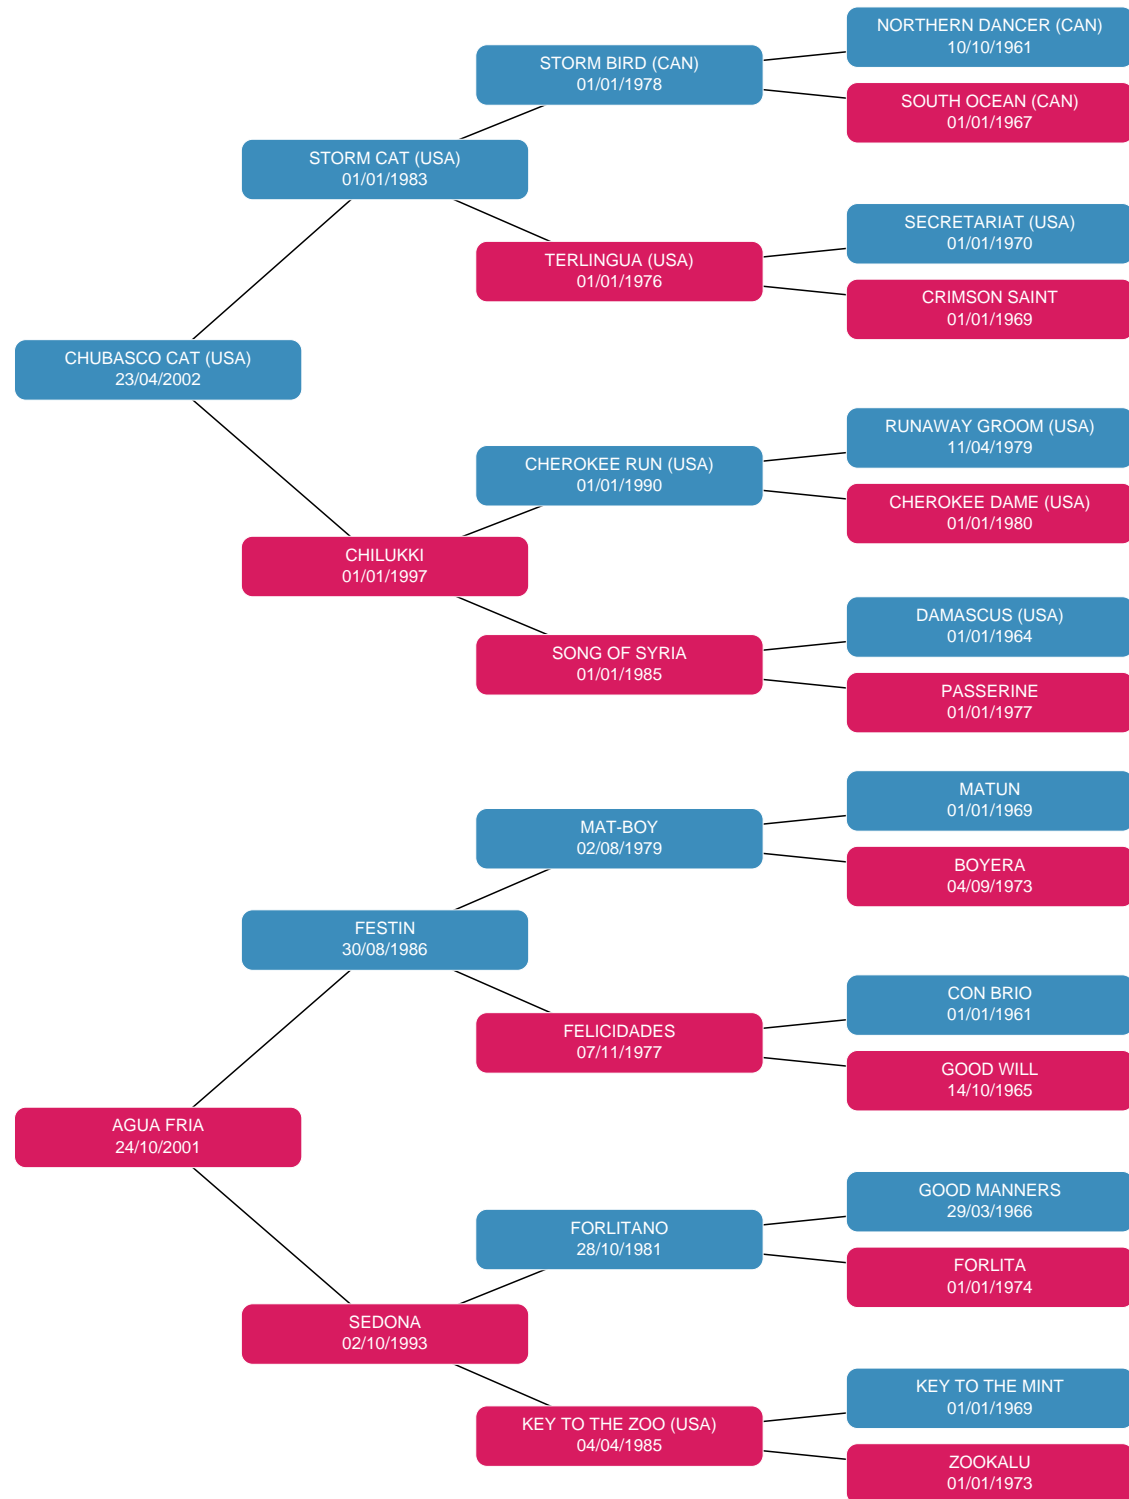 NORTHERN DANCER (CAN)
10/10/1961
STORM BIRD (CAN)
01/01/1978
SOUTH OCEAN (CAN)
01/01/1967
STORM CAT (USA)
01/01/1983
SECRETARIAT (USA)
01/01/1970
TERLINGUA (USA)
01/01/1976
CRIMSON SAINT
01/01/1969
CHUBASCO CAT (USA)
23/04/2002
RUNAWAY GROOM (USA)
11/04/1979
CHEROKEE RUN (USA)
01/01/1990
CHEROKEE DAME (USA)
01/01/1980
CHILUKKI
01/01/1997
DAMASCUS (USA)
01/01/1964
SONG OF SYRIA
01/01/1985
PASSERINE
01/01/1977
MATUN
01/01/1969
MAT-BOY
02/08/1979
BOYERA
04/09/1973
FESTIN
30/08/1986
CON BRIO
01/01/1961
FELICIDADES
07/11/1977
GOOD WILL
14/10/1965
AGUA FRIA
24/10/2001
GOOD MANNERS
29/03/1966
FORLITANO
28/10/1981
FORLITA
01/01/1974
SEDONA
02/10/1993
KEY TO THE MINT
01/01/1969
KEY TO THE ZOO (USA)
04/04/1985
ZOOKALU
01/01/1973